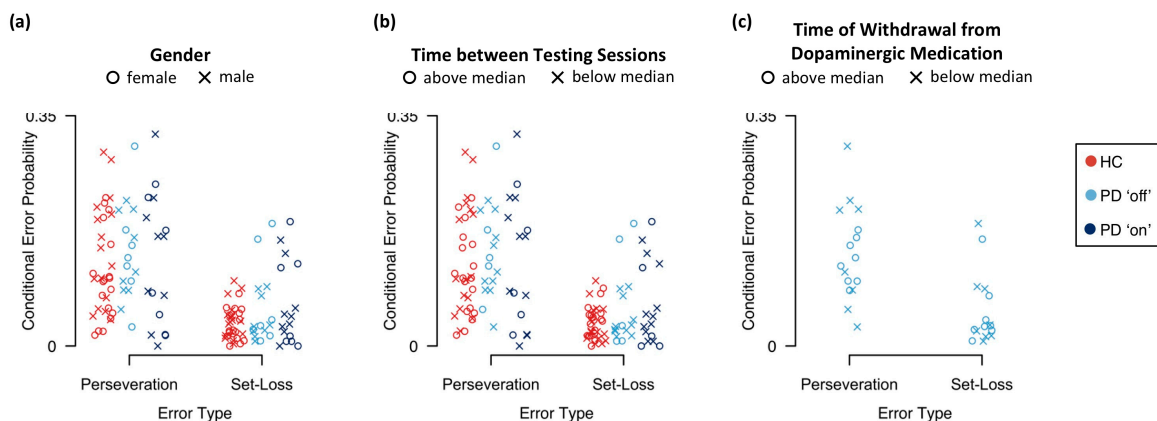 (a)
Gender
female male
0.35
Conditional Error Probability
0
Perseveration Set-Loss
Error Type
(b)
Time between Testing Sessions
above median below median
0.35
Conditional Error Probability
0
Perseveration Set-Loss
Error Type
(c)
Time of Withdrawal from
Dopaminergic Medication
above median below median
0.35
Conditional Error Probability
0
Perseveration Set-Loss
Error Type
HC
PD ‘off’
PD ‘on’